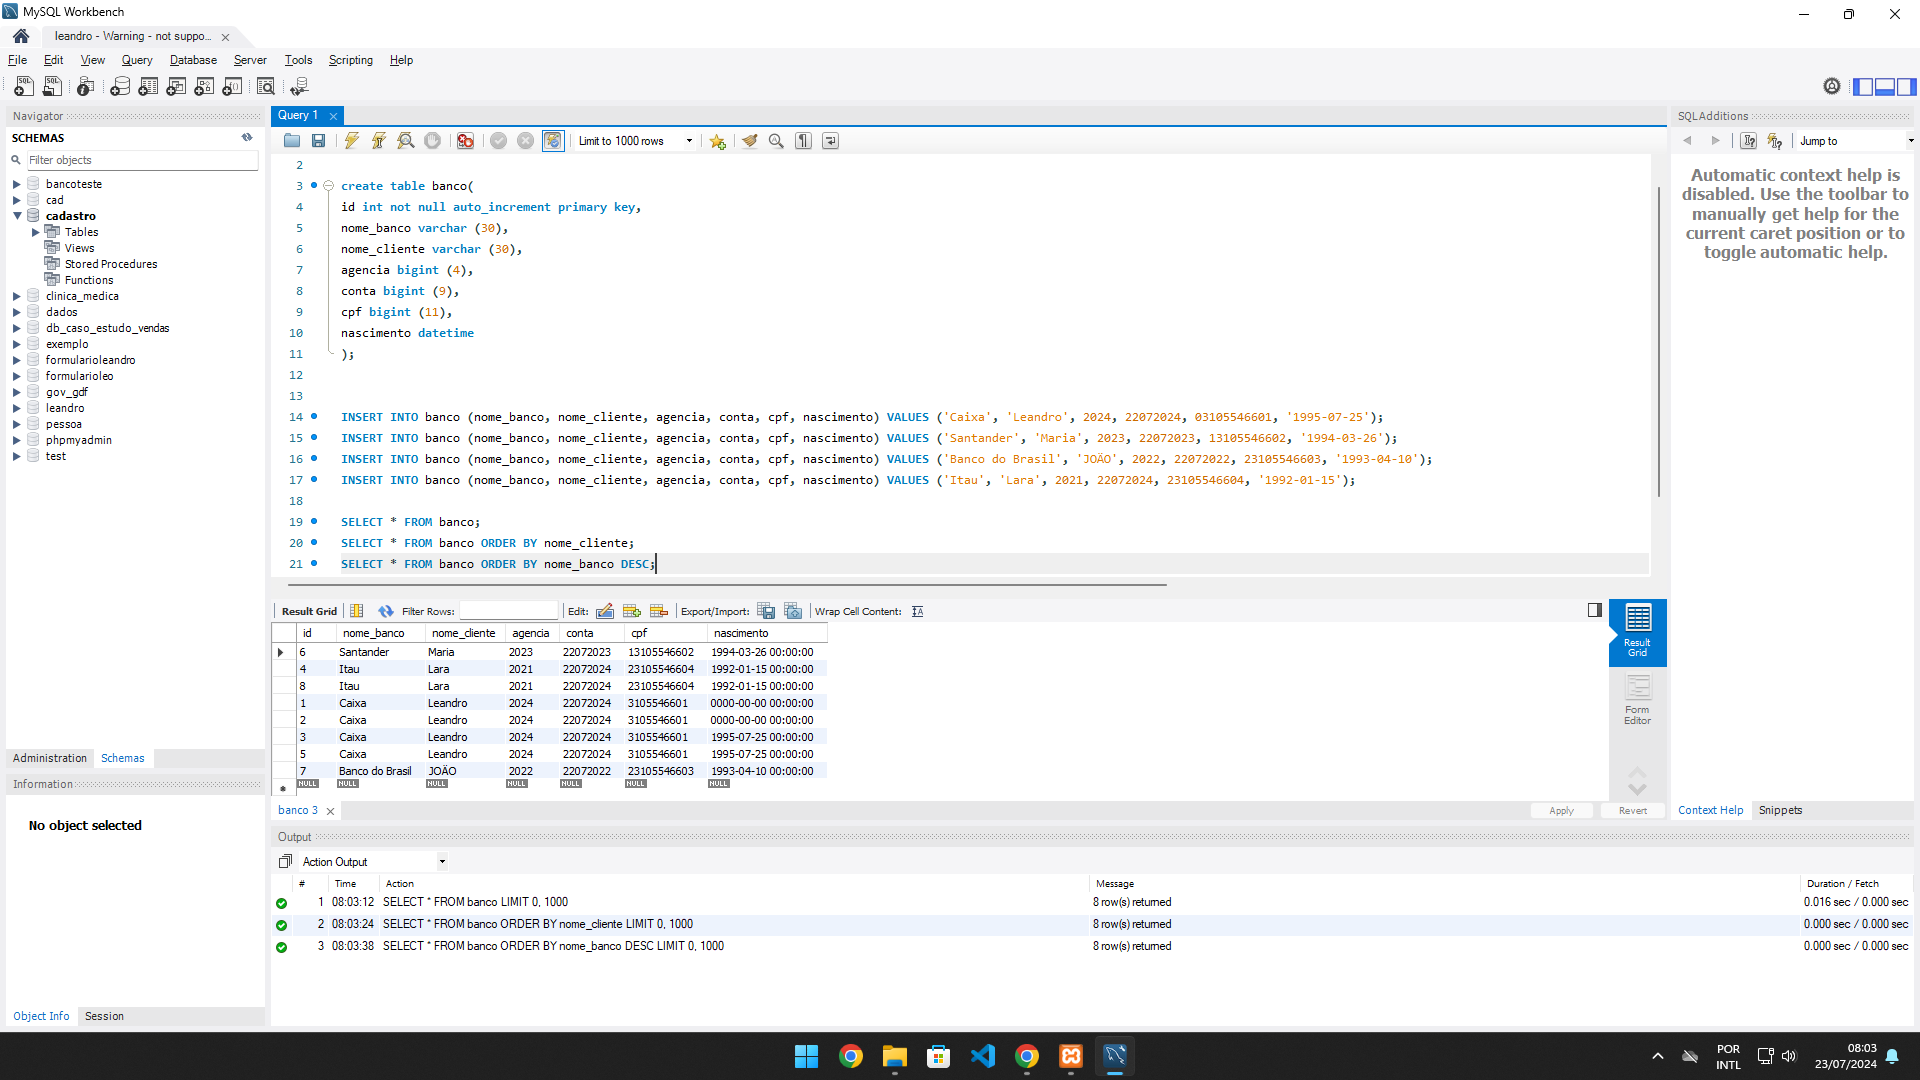 MySQL Workbench
leandro - Warning - not suppo...
File Edit View Query Database Server Tools Scripting Help
Navigator
SCHEMAS
Filter objects
bancoteste
cad
cadastro
Tables
Views
Stored Procedures
Functions
clinica_medica
dados
db_caso_estudo_vendas
exemplo
formularioleandro
formularioleo
gov_gdf
leandro
pessoa
phpmyadmin
test
Administration Schemas
Information
No object selected
Object Info Session
Query 1
Limit to 1000 rows
2
3 create table banco(
4 id int not null auto_increment primary key,
5 nome_banco varchar (30),
6 nome_cliente varchar (30),
7 agencia bigint (4),
8 conta bigint (9),
9 cpf bigint (11),
10 nascimento datetime
11 );
12
13
14 INSERT INTO banco (nome_banco, nome_cliente, agencia, conta, cpf, nascimento) VALUES ('Caixa', 'Leandro', 2024, 22072024, 03105546601, '1995-07-25');
15 INSERT INTO banco (nome_banco, nome_cliente, agencia, conta, cpf, nascimento) VALUES ('Santander', 'Maria', 2023, 22072023, 13105546602, '1994-03-26');
16 INSERT INTO banco (nome_banco, nome_cliente, agencia, conta, cpf, nascimento) VALUES ('Banco do Brasil', 'JOÃO', 2022, 22072022, 23105546603, '1993-04-10');
17 INSERT INTO banco (nome_banco, nome_cliente, agencia, conta, cpf, nascimento) VALUES ('Itau', 'Lara', 2021, 22072024, 23105546604, '1992-01-15');
18
19 SELECT * FROM banco;
20 SELECT * FROM banco ORDER BY nome_cliente;
21 SELECT * FROM banco ORDER BY nome_banco DESC;
Result Grid Filter Rows: Edit: Export/Import: Wrap Cell Content:
id nome_banco nome_cliente agencia conta cpf nascimento
6 Santander Maria 2023 22072023 13105546602 1994-03-26 00:00:00
4 Itau Lara 2021 22072024 23105546604 1992-01-15 00:00:00
8 Itau Lara 2021 22072024 23105546604 1992-01-15 00:00:00
1 Caixa Leandro 2024 22072024 3105546601 0000-00-00 00:00:00
2 Caixa Leandro 2024 22072024 3105546601 0000-00-00 00:00:00
3 Caixa Leandro 2024 22072024 3105546601 1995-07-25 00:00:00
5 Caixa Leandro 2024 22072024 3105546601 1995-07-25 00:00:00
7 Banco do Brasil JOÃO 2022 22072022 23105546603 1993-04-10 00:00:00
NULL NULL NULL NULL NULL NULL NULL
Result
Grid
Form
Editor
banco 3 Apply Revert
Output
Action Output
# Time Action Message Duration / Fetch
1 08:03:12 SELECT * FROM banco LIMIT 0, 1000 8 row(s) returned 0.016 sec / 0.000 sec
2 08:03:24 SELECT * FROM banco ORDER BY nome_cliente LIMIT 0, 1000 8 row(s) returned 0.000 sec / 0.000 sec
3 08:03:38 SELECT * FROM banco ORDER BY nome_banco DESC LIMIT 0, 1000 8 row(s) returned 0.000 sec / 0.000 sec
SQLAdditions
Jump to
Automatic context help is
disabled. Use the toolbar to
manually get help for the
current caret position or to
toggle automatic help.
Context Help Snippets
POR
INTL
08:03
23/07/2024